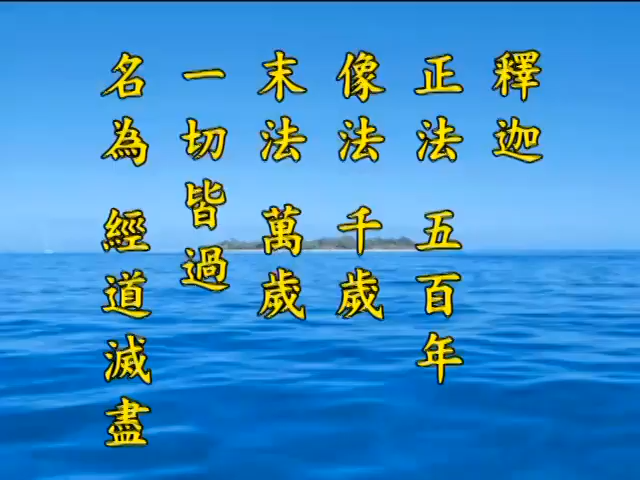 釋迦
正法 五百年
像法 千歲
末法 萬歲
一切皆過
名為 經道滅盡